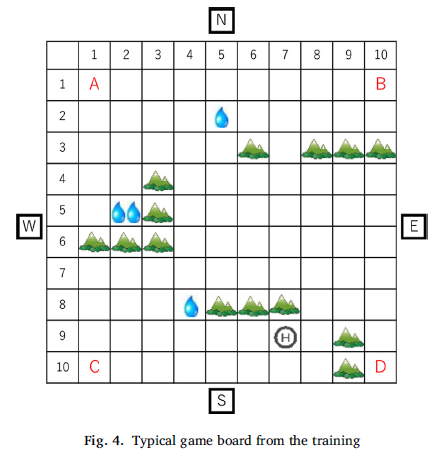 N
1 2 3 4 5 6 7 8 9 10
1 A B
2
3
4
5
W E
6
7
8
9 H
10 C D
S
Fig. 4. Typical game board from the training